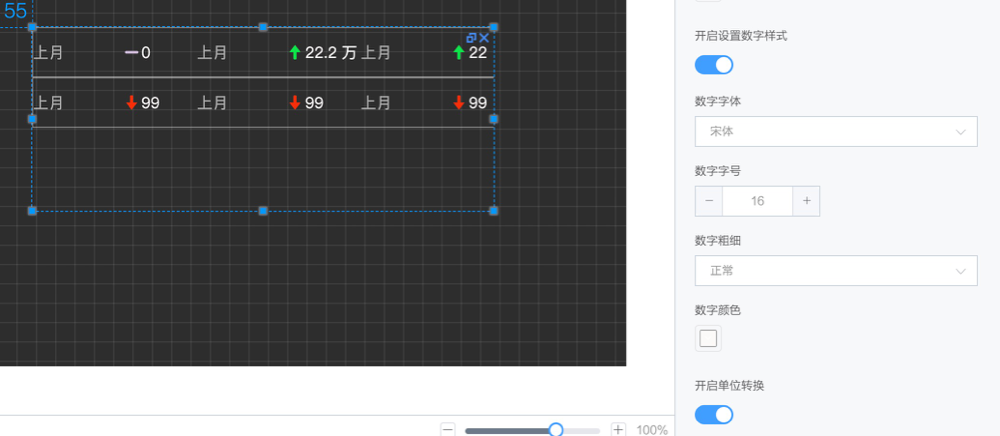 55
上月 0 上月 22.2 万 上月 22
上月 99 上月 99 上月 99
开启设置数字样式
数字字体
宋体
数字字号
− 16 +
数字粗细
正常
数字颜色
开启单位转换
− + 100%